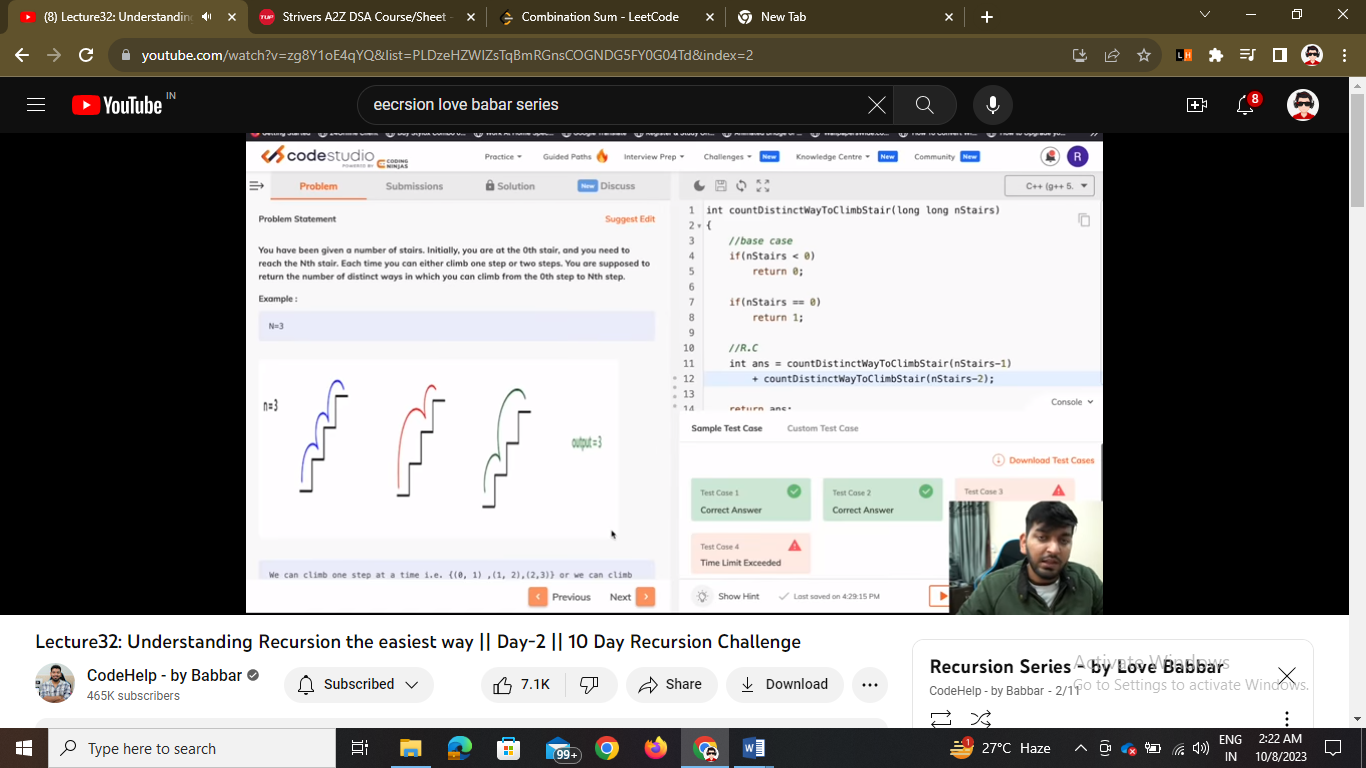 (8) Lecture32: Understanding
Strivers A2Z DSA Course/Sheet -
Combination Sum - LeetCode
New Tab
youtube.com/watch?v=zg8Y1oE4qYQ&list=PLDzeHZWIZsTqBmRGnsCOGNDG5FY0G04Td&index=2
YouTube IN
eecrsion love babar series
8
codestudio
POWERED BY CODING NINJAS
Practice
Guided Paths
Interview Prep
Challenges New
Knowledge Centre New
Community New
R
Problem
Submissions
Solution
New Discuss
C++ (g++ 5.
Problem Statement
Suggest Edit
You have been given a number of stairs. Initially, you are at the 0th stair, and you need to
reach the Nth stair. Each time you can either climb one step or two steps. You are supposed to
return the number of distinct ways in which you can climb from the 0th step to Nth step.
Example :
N=3
n=3
output=3
We can climb one step at a time i.e. {(0, 1) ,(1, 2),(2,3)} or we can climb
Previous
Next
1 int countDistinctWayToClimbStair(long long nStairs)
2 {
3 //base case
4 if(nStairs < 0)
5 return 0;
6
7 if(nStairs == 0)
8 return 1;
9
10 //R.C
11 int ans = countDistinctWayToClimbStair(nStairs-1)
12 + countDistinctWayToClimbStair(nStairs-2);
13
14 return ans;
Console
Sample Test Case
Custom Test Case
Download Test Cases
Test Case 1
Correct Answer
Test Case 2
Correct Answer
Test Case 3
Test Case 4
Time Limit Exceeded
Show Hint
Last saved on 4:29:15 PM
Lecture32: Understanding Recursion the easiest way || Day-2 || 10 Day Recursion Challenge
CodeHelp - by Babbar
465K subscribers
Subscribed
7.1K
Share
Download
Recursion Series - by Love Babbar
CodeHelp - by Babbar - 2/11
Activate Windows
Go to Settings to activate Windows.
Type here to search
99+
1
27°C Haze
ENG
IN
2:22 AM
10/8/2023